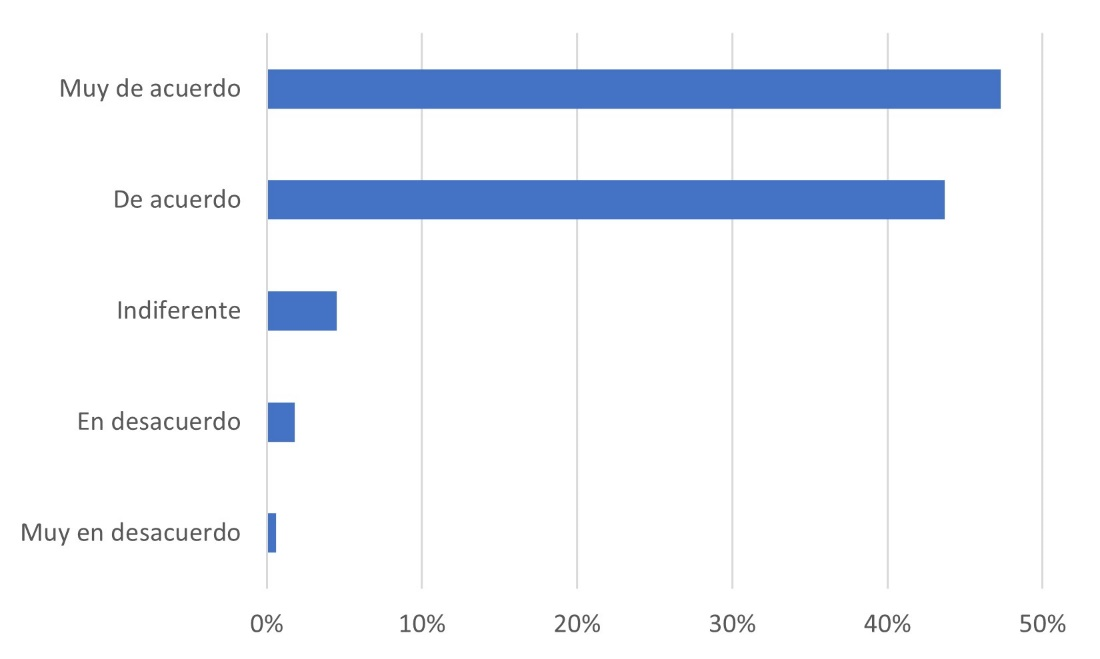 Muy de acuerdo
De acuerdo
Indiferente
En desacuerdo
Muy en desacuerdo
0% 10% 20% 30% 40% 50%